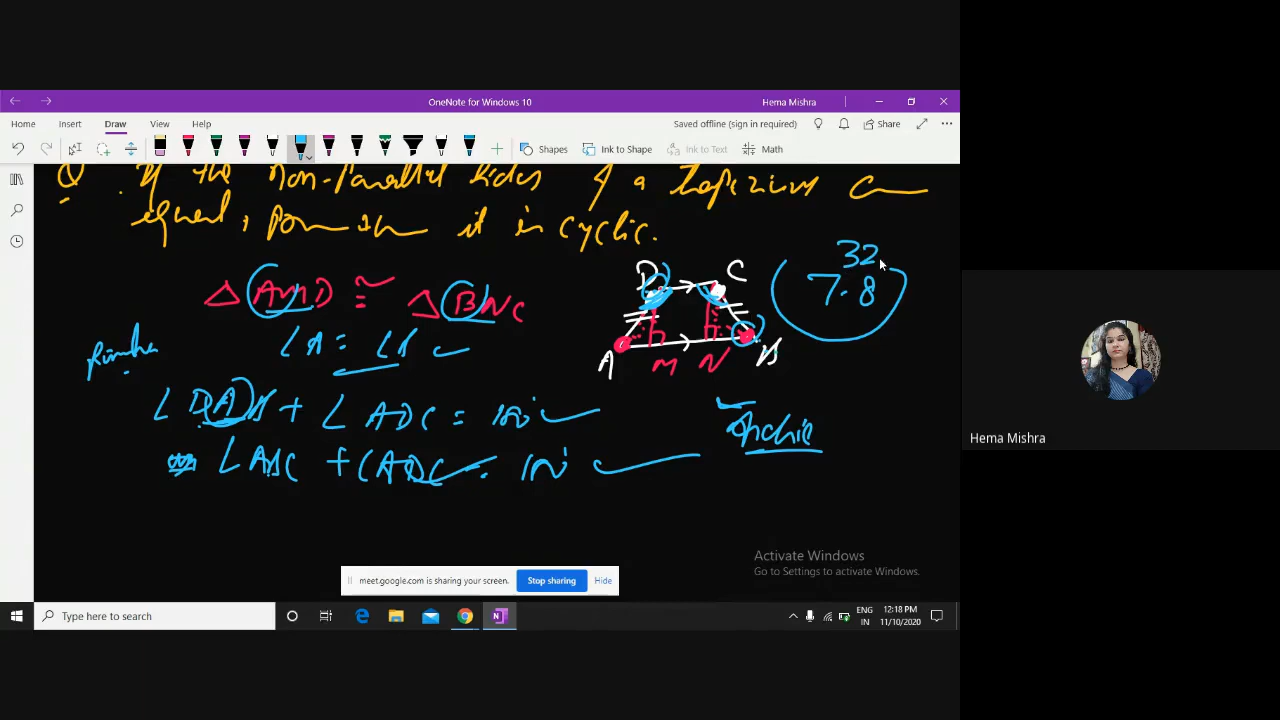 OneNote for Windows 10
Hema Mishra
Home Insert Draw View Help
Saved offline (sign in required)
Share
Shapes Ink to Shape Ink to Text Math
Q. If the non-parallel sides of a trapezium are
equal, it is cyclic.
Δ AMD ≅ Δ BNC
∠A = ∠B
∠DAB + ∠ADC = 180°
∠ABC + ∠ADC = 180°
D C
A M N B
32
7.8
Hema Mishra
Activate Windows
Go to Settings to activate Windows.
meet.google.com is sharing your screen. Stop sharing Hide
Type here to search
ENG
IN
12:18 PM
11/10/2020